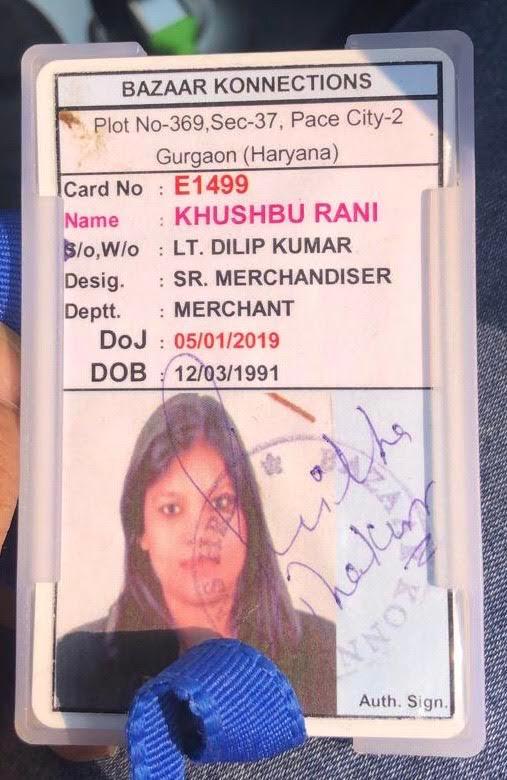 BAZAAR KONNECTIONS
Plot No-369,Sec-37, Pace City-2
Gurgaon (Haryana)
Card No : E1499
Name : KHUSHBU RANI
S/o,W/o : LT. DILIP KUMAR
Desig. : SR. MERCHANDISER
Deptt. : MERCHANT
DoJ : 05/01/2019
DOB : 12/03/1991
Auth. Sign.